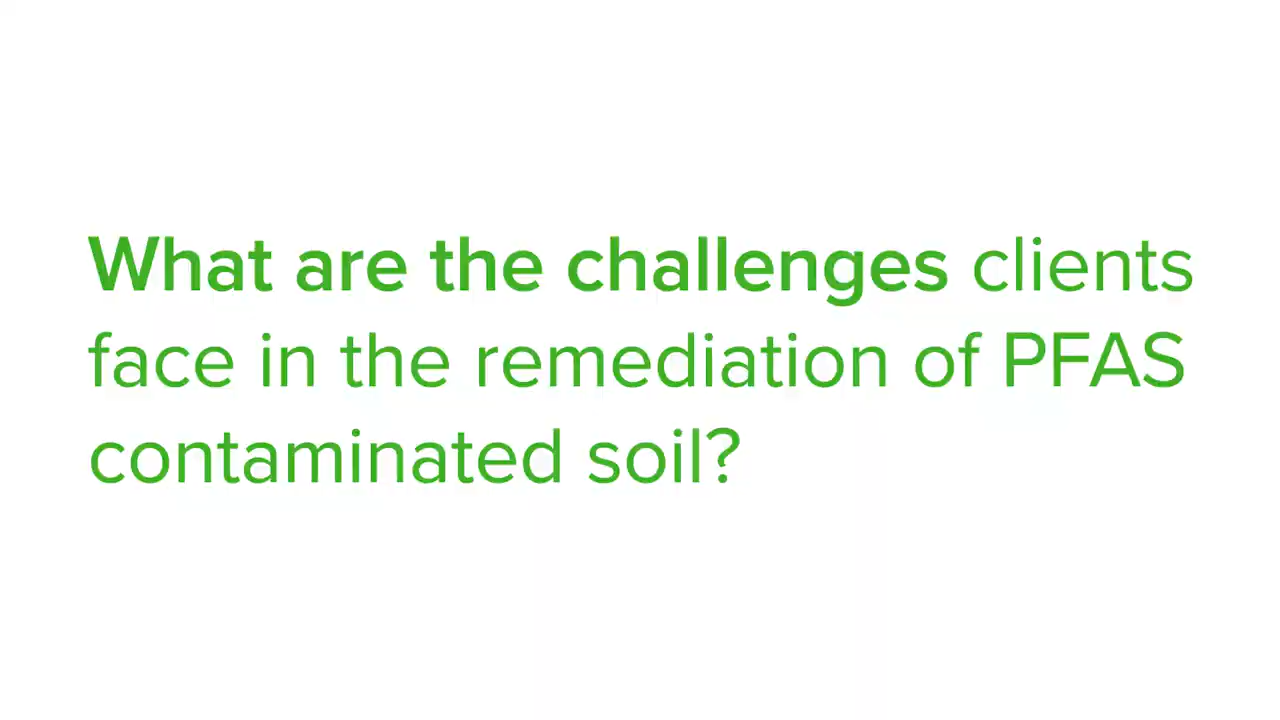 What are the challenges clients
face in the remediation of PFAS
contaminated soil?